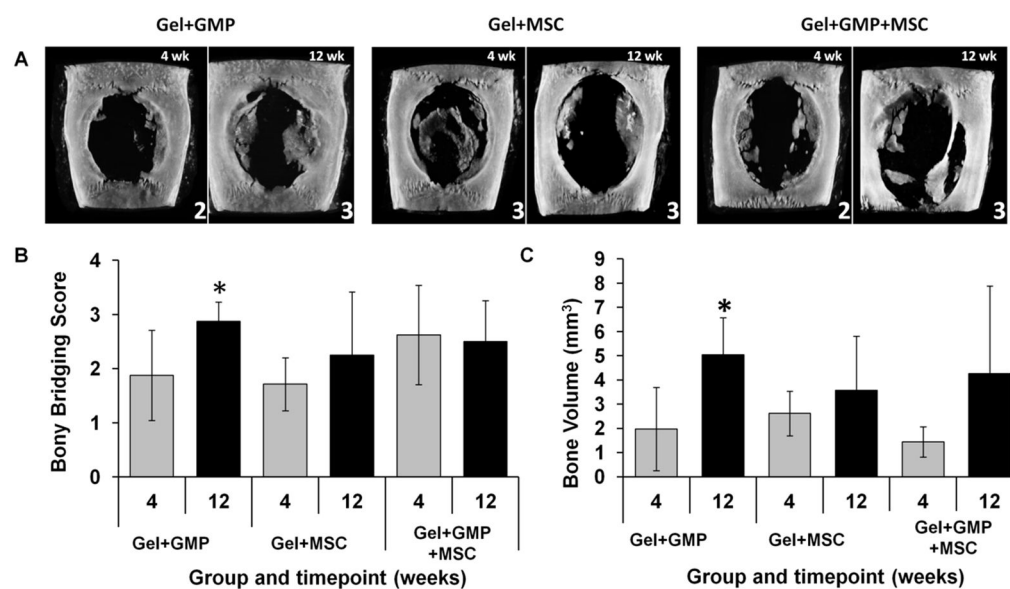 Gel+GMP Gel+MSC Gel+GMP+MSC
A
4 wk 12 wk 4 wk 12 wk 4 wk 12 wk
2 3 3 3 2 3
B
Bony Bridging Score
4
3
2
1
0
*
4 12 4 12 4 12
Gel+GMP Gel+MSC Gel+GMP
+MSC
Group and timepoint (weeks)
C
Bone Volume (mm³)
9
8
7
6
5
4
3
2
1
0
*
4 12 4 12 4 12
Gel+GMP Gel+MSC Gel+GMP
+MSC
Group and timepoint (weeks)